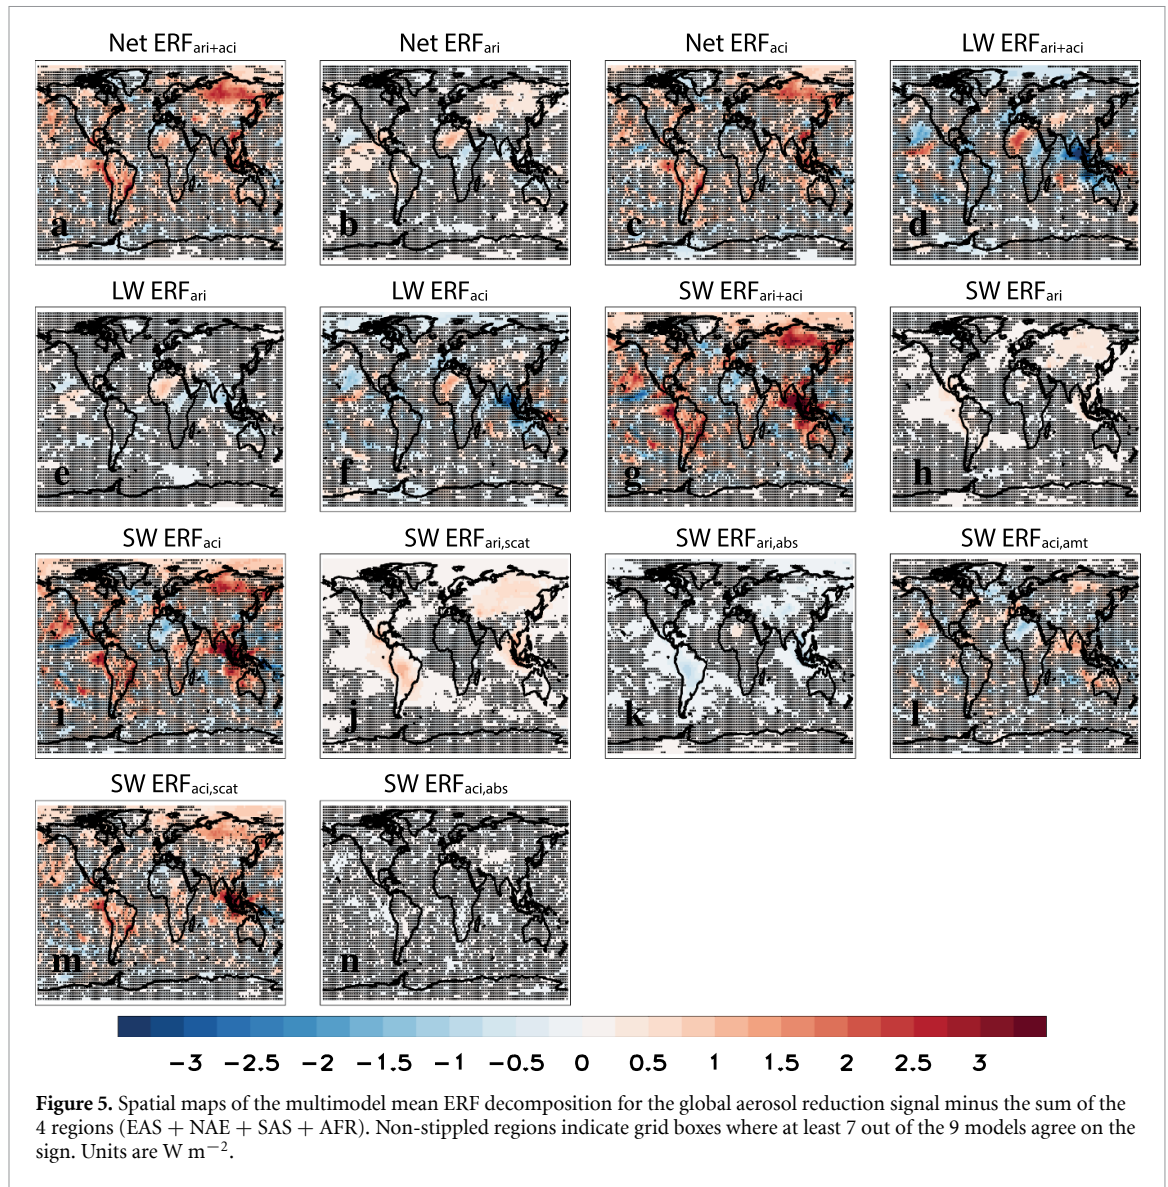 Net ERFari+aci
Net ERFari
Net ERFaci
LW ERFari+aci
a
b
c
d
LW ERFari
LW ERFaci
SW ERFari+aci
SW ERFari
e
f
g
h
SW ERFaci
SW ERFari,scat
SW ERFari,abs
SW ERFaci,amt
i
j
k
l
SW ERFaci,scat
SW ERFaci,abs
m
n
−3 −2.5 −2 −1.5 −1 −0.5 0 0.5 1 1.5 2 2.5 3
Figure 5. Spatial maps of the multimodel mean ERF decomposition for the global aerosol reduction signal minus the sum of the
4 regions (EAS + NAE + SAS + AFR). Non-stippled regions indicate grid boxes where at least 7 out of the 9 models agree on the
sign. Units are W m−2.